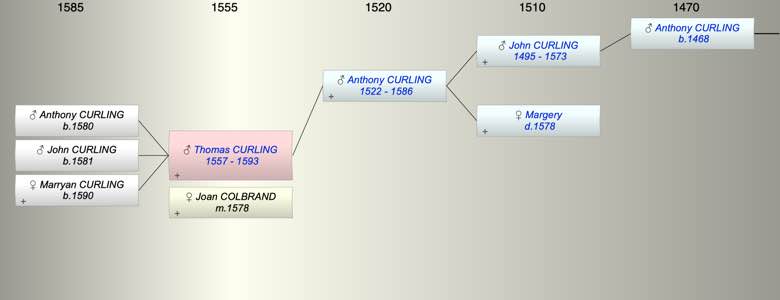 1585 1555 1520 1510 1470
♂ Anthony CURLING
b.1468
♂ John CURLING
1495 - 1573
+
♂ Anthony CURLING
1522 - 1586
+
♀ Margery
d.1578
+
♂ Anthony CURLING
b.1580
♂ John CURLING
b.1581
♀ Marryan CURLING
b.1590
+
♂ Thomas CURLING
1557 - 1593
+
♀ Joan COLBRAND
m.1578
+